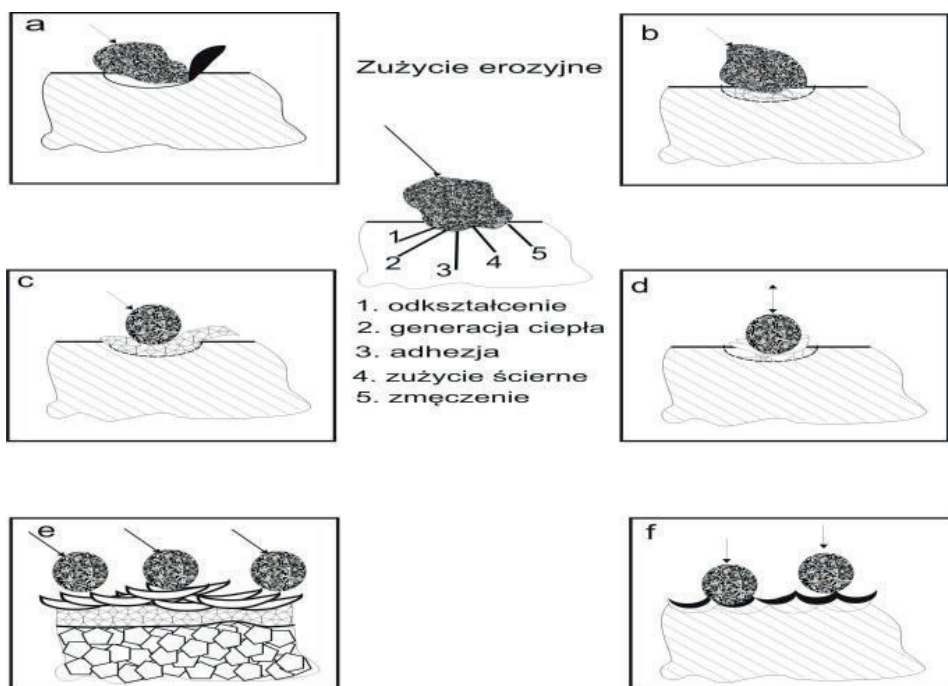 a
Zużycie erozyjne
b
1
2
3
4
5
c
1. odkształcenie
2. generacja ciepła
3. adhezja
4. zużycie ścierne
5. zmęczenie
d
e
f